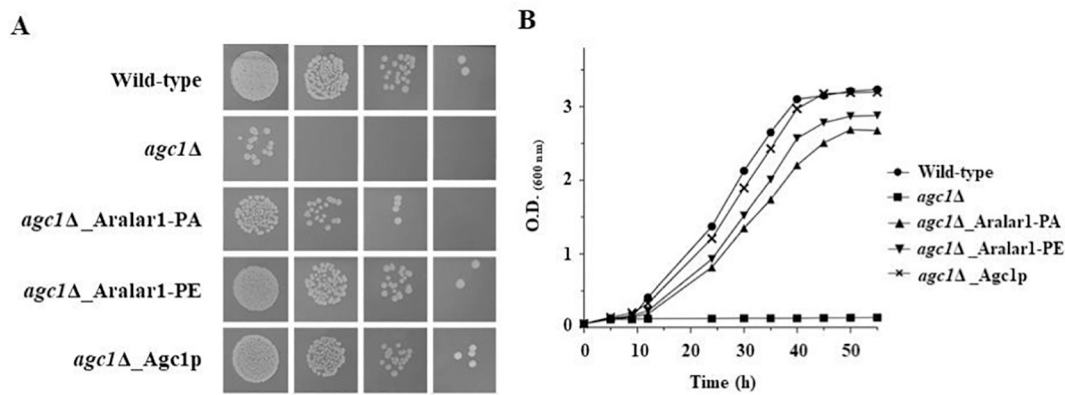 A
Wild-type
agc1Δ
agc1Δ_Aralar1-PA
agc1Δ_Aralar1-PE
agc1Δ_Agc1p
B
O.D. (600 nm)
3
2
1
0
0 10 20 30 40 50
Time (h)
Wild-type
agc1Δ
agc1Δ_Aralar1-PA
agc1Δ_Aralar1-PE
agc1Δ_Agc1p